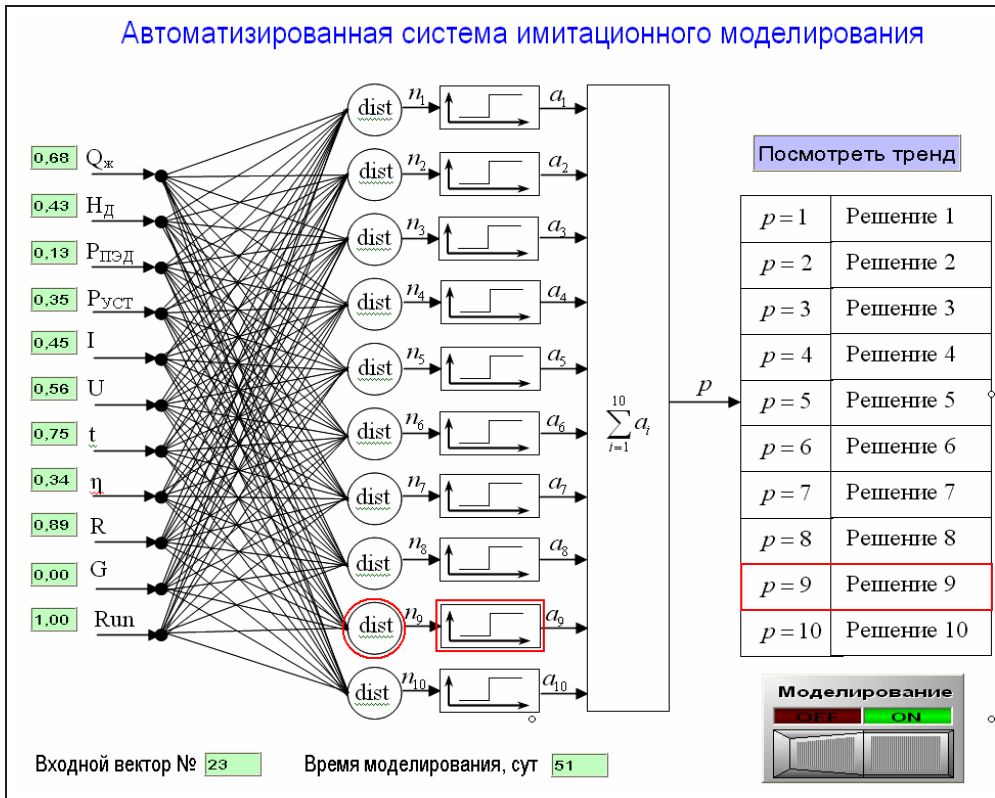 Автоматизированная система имитационного моделирования
0,68 Qж
0,43 HД
0,13 PПЭД
0,35 PУСТ
0,45 I
0,56 U
0,75 t
0,34 η
0,89 R
0,00 G
1,00 Run
dist n1 a1
dist n2 a2
dist n3 a3
dist n4 a4
dist n5 a5
dist n6 a6
dist n7 a7
dist n8 a8
dist n9 a9
dist n10 a10
10
∑ ai
i=1
p
Посмотреть тренд
p = 1 Решение 1
p = 2 Решение 2
p = 3 Решение 3
p = 4 Решение 4
p = 5 Решение 5
p = 6 Решение 6
p = 7 Решение 7
p = 8 Решение 8
p = 9 Решение 9
p = 10 Решение 10
Моделирование
OFF ON
Входной вектор № 23 Время моделирования, сут 51